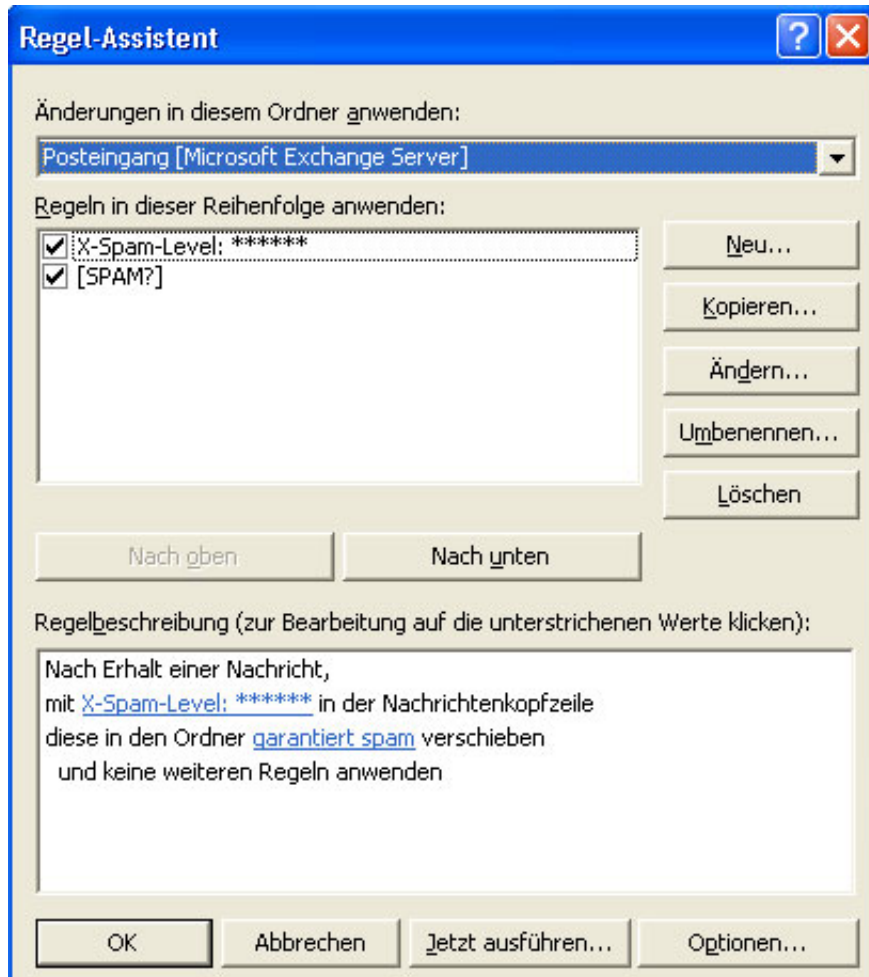 Regel-Assistent
Änderungen in diesem Ordner anwenden:
Posteingang [Microsoft Exchange Server]
Regeln in dieser Reihenfolge anwenden:
X-Spam-Level: ******
[SPAM?]
Neu...
Kopieren...
Ändern...
Umbenennen...
Löschen
Nach oben
Nach unten
Regelbeschreibung (zur Bearbeitung auf die unterstrichenen Werte klicken):
Nach Erhalt einer Nachricht,
mit X-Spam-Level: ****** in der Nachrichtenkopfzeile
diese in den Ordner garantiert spam verschieben
und keine weiteren Regeln anwenden
OK
Abbrechen
Jetzt ausführen...
Optionen...